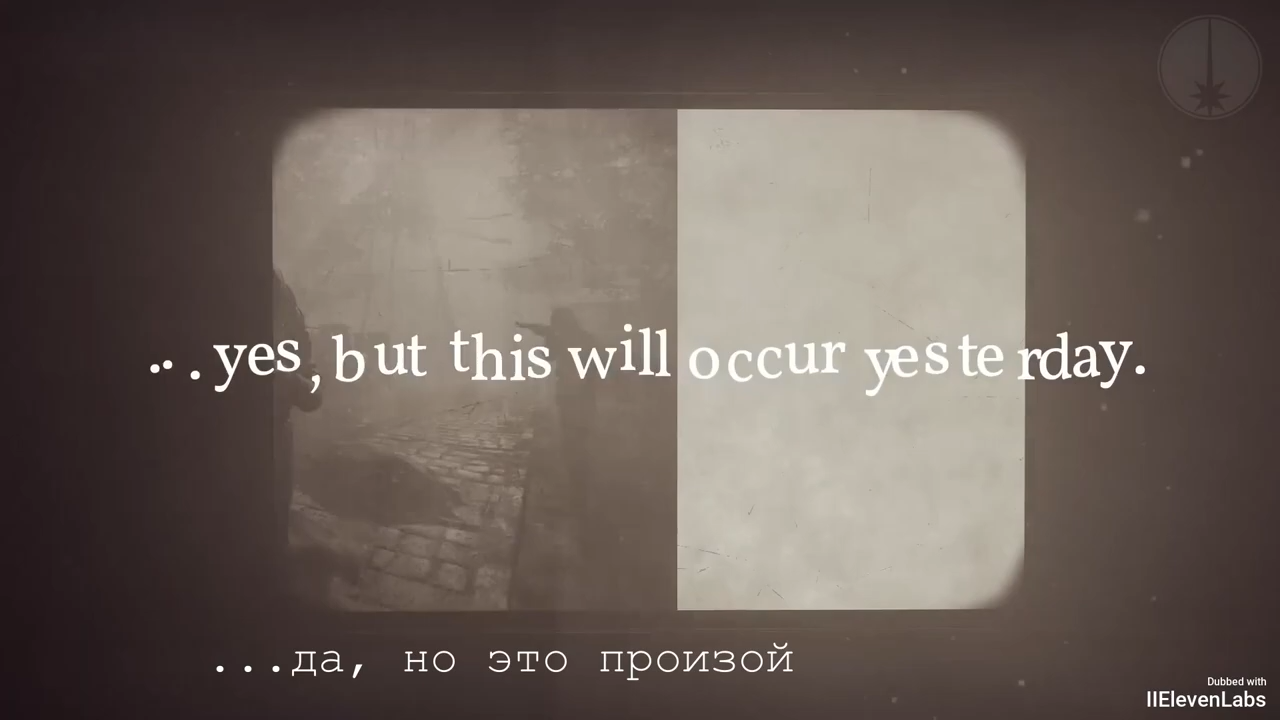 ...yes, but this will occur yesterday.
...да, но это произой
Dubbed with
IIElevenLabs